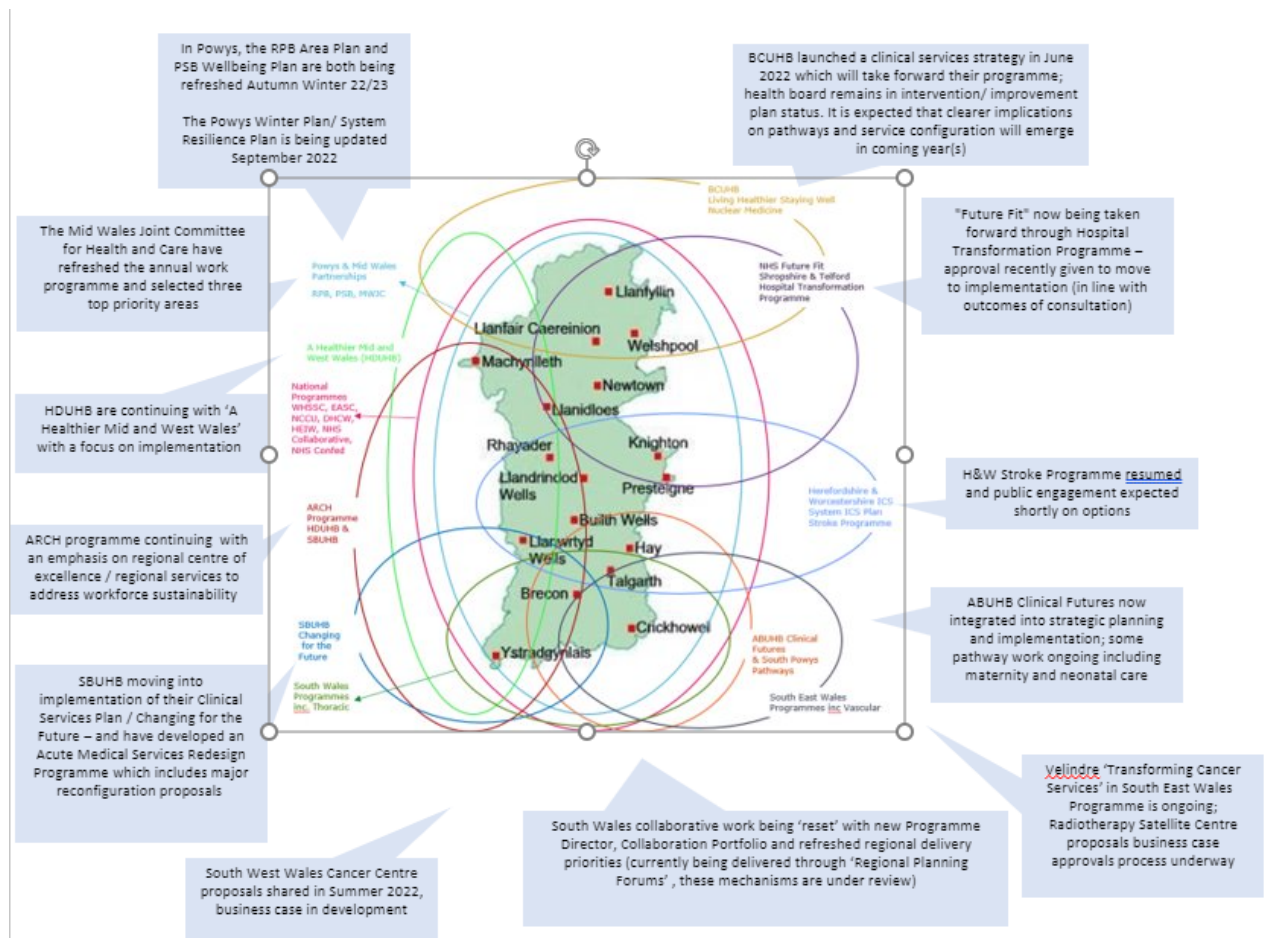 In Powys, the RPB Area Plan and
PSB Wellbeing Plan are both being
refreshed Autumn Winter 22/23
The Powys Winter Plan/ System
Resilience Plan is being updated
September 2022
BCUHB launched a clinical services strategy in June
2022 which will take forward their programme;
health board remains in intervention/ improvement
plan status. It is expected that clearer implications
on pathways and service configuration will emerge
in coming year(s)
The Mid Wales Joint Committee
for Health and Care have
refreshed the annual work
programme and selected three
top priority areas
"Future Fit" now being taken
forward through Hospital
Transformation Programme –
approval recently given to move
to implementation (in line with
outcomes of consultation)
HDUHB are continuing with ‘A
Healthier Mid and West Wales’
with a focus on implementation
H&W Stroke Programme resumed
and public engagement expected
shortly on options
ARCH programme continuing with
an emphasis on regional centre of
excellence / regional services to
address workforce sustainability
ABUHB Clinical Futures now
integrated into strategic planning
and implementation; some
pathway work ongoing including
maternity and neonatal care
SBUHB moving into
implementation of their Clinical
Services Plan / Changing for the
Future – and have developed an
Acute Medical Services Redesign
Programme which includes major
reconfiguration proposals
Velindre ‘Transforming Cancer
Services’ in South East Wales
Programme is ongoing;
Radiotherapy Satellite Centre
proposals business case
approvals process underway
South West Wales Cancer Centre
proposals shared in Summer 2022,
business case in development
South Wales collaborative work being ‘reset’ with new Programme
Director, Collaboration Portfolio and refreshed regional delivery
priorities (currently being delivered through ‘Regional Planning
Forums’ , these mechanisms are under review)
BCUHB
Living Healthier Staying Well
Nuclear Medicine
Powys & Mid Wales
Partnerships
RPB, PSB, MWJC
NHS Future Fit
Shropshire & Telford
Hospital Transformation
Programme
A Healthier Mid and
West Wales (HDUHB)
National
Programmes
WHSSC, EASC,
NCCU, DHCW,
HEIW, NHS
Collaborative,
NHS Confed
Herefordshire &
Worcestershire ICS
System ICS Plan
Stroke Programme
ARCH
Programme
HDUHB &
SBUHB
SBUHB
Changing
for the
Future
ABUHB Clinical
Futures
& South Powys
Pathways
South Wales
Programmes
inc. Thoracic
South East Wales
Programmes inc Vascular
Llanfyllin
Llanfair Caereinion
Welshpool
Machynlleth
Newtown
Llanidloes
Rhayader
Knighton
Llandrindod
Wells
Presteigne
Builth Wells
Llanwrtyd
Wells
Hay
Talgarth
Brecon
Crickhowel
Ystradgynlais